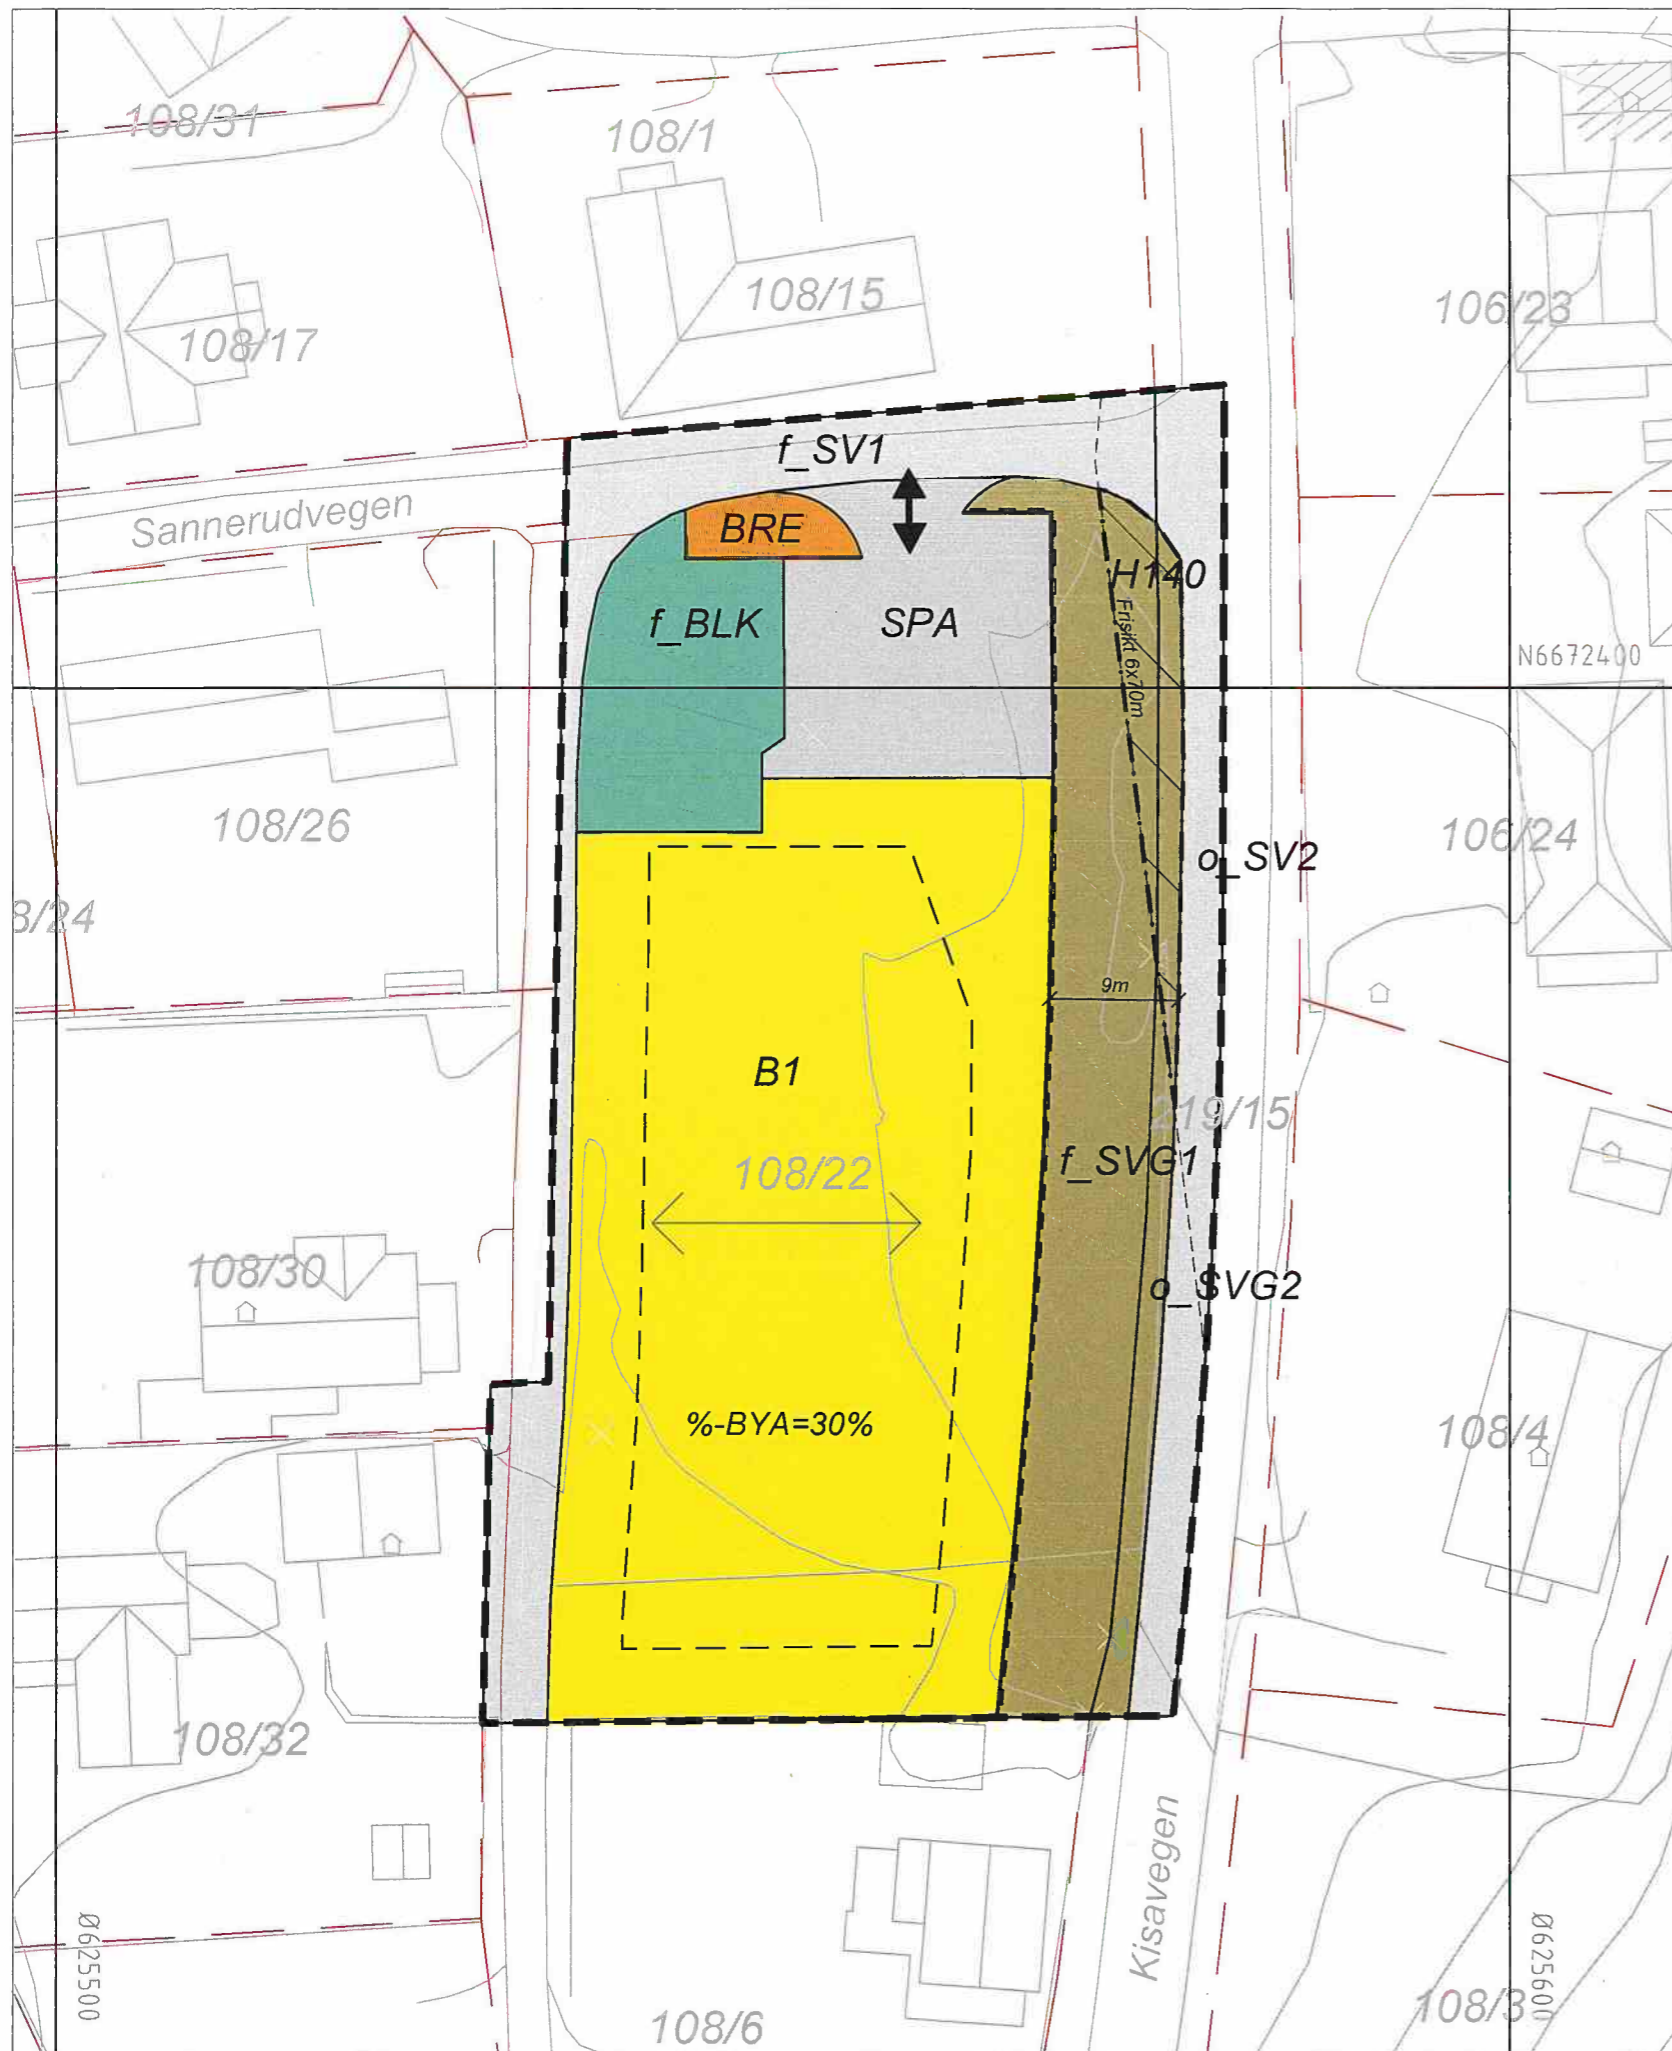 108/31
108/1
108/15
106/23
108/17
f_SV1
Sannerudvegen
BRE
H140
f_BLK
SPA
Frisikt 6x70m
N6672400
108/26
106/24
o_SV2
8/24
9m
B1
219/15
f_SVG1
108/22
108/30
o_SVG2
%-BYA=30%
108/4
108/32
Kisavegen
Ø625500
Ø625600
108/3
108/6